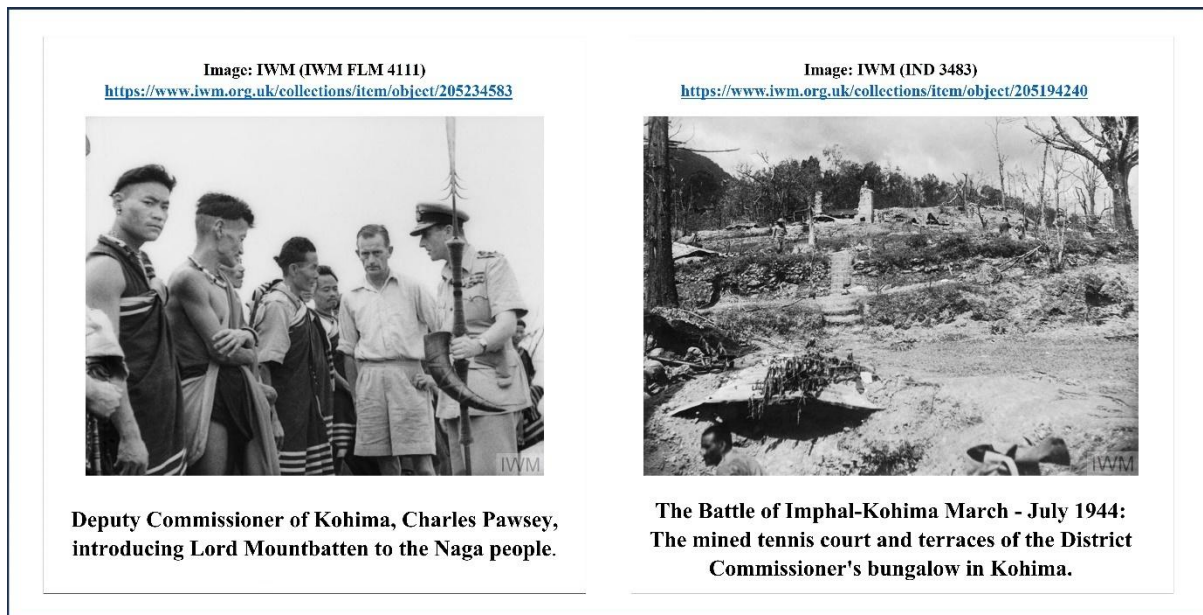 Image: IWM (IWM FLM 4111)
https://www.iwm.org.uk/collections/item/object/205234583
IWM
Deputy Commissioner of Kohima, Charles Pawsey,
introducing Lord Mountbatten to the Naga people.
Image: IWM (IND 3483)
https://www.iwm.org.uk/collections/item/object/205194240
IWM
The Battle of Imphal-Kohima March - July 1944:
The mined tennis court and terraces of the District
Commissioner's bungalow in Kohima.